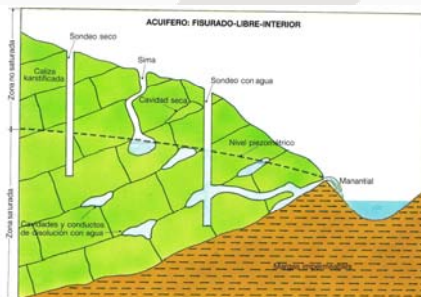 ACUIFERO: FISURADO-LIBRE-INTERIOR
Sondeo seco
Sima
Caliza
karstificada
Sondeo con agua
Cavidad seca
Zona no saturada
Nivel piezométrico
Manantial
Zona saturada
Cavidades y conductos
de disolución con agua